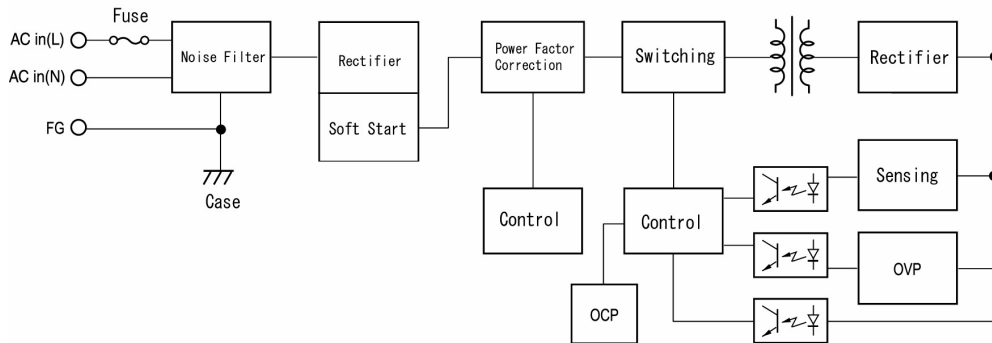 Fuse
AC in(L)
AC in(N)
FG
Noise Filter
Case
Rectifier
Soft Start
Power Factor
Correction
Control
Switching
Control
OCP
Rectifier
Sensing
OVP